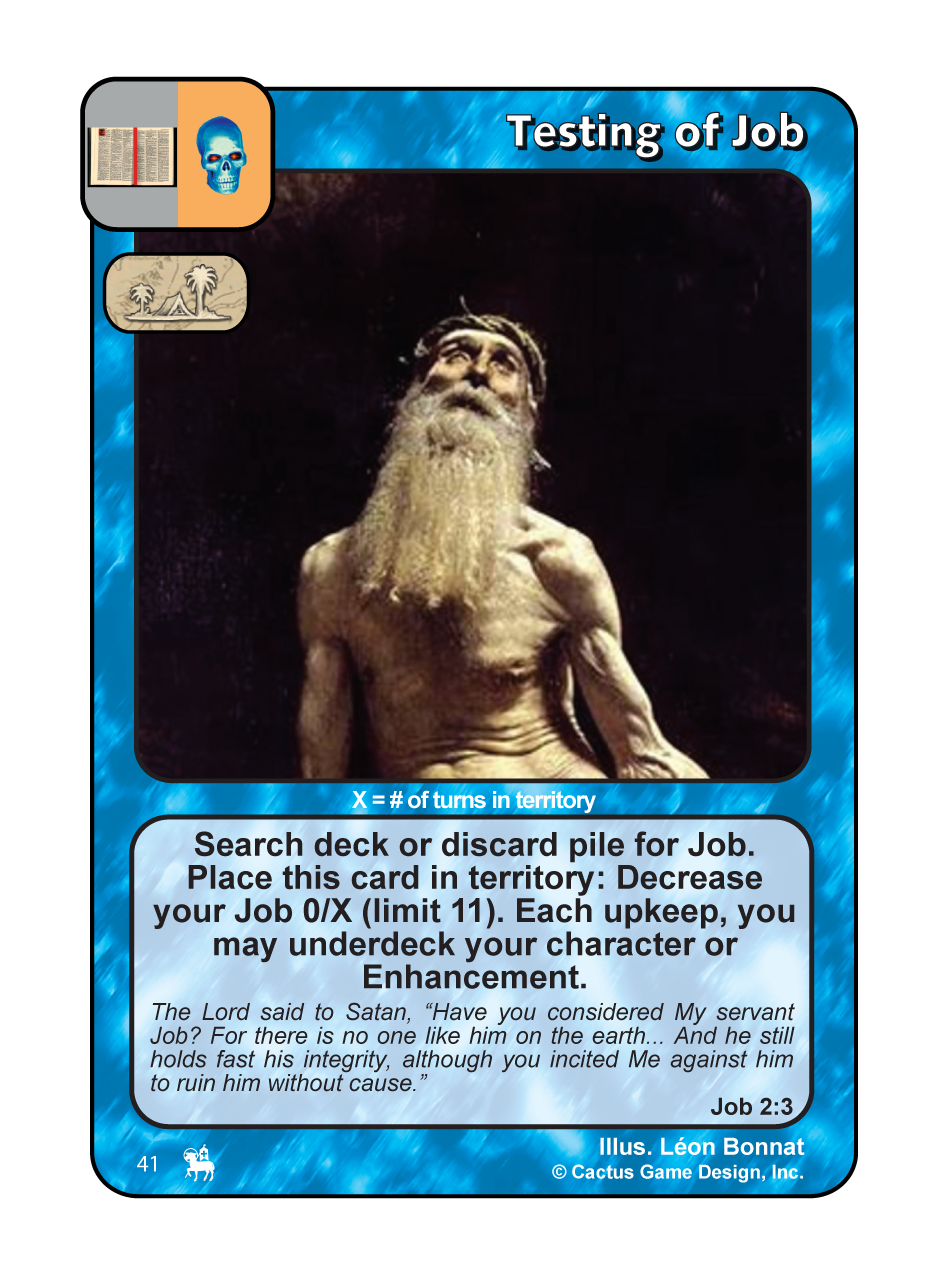 Testing of Job
X = # of turns in territory
Search deck or discard pile for Job.
Place this card in territory: Decrease
your Job 0/X (limit 11). Each upkeep, you
may underdeck your character or
Enhancement.
The Lord said to Satan, “Have you considered My servant
Job? For there is no one like him on the earth... And he still
holds fast his integrity, although you incited Me against him
to ruin him without cause.”
Job 2:3
Illus. Léon Bonnat
41
© Cactus Game Design, Inc.